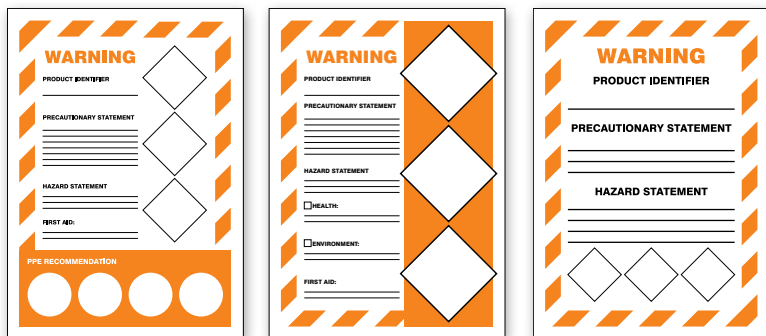 WARNING
PRODUCT IDENTIFIER
PRECAUTIONARY STATEMENT
HAZARD STATEMENT
FIRST AID:
PPE RECOMMENDATION
WARNING
PRODUCT IDENTIFIER
PRECAUTIONARY STATEMENT
HAZARD STATEMENT
HEALTH:
ENVIRONMENT:
FIRST AID:
WARNING
PRODUCT IDENTIFIER
PRECAUTIONARY STATEMENT
HAZARD STATEMENT